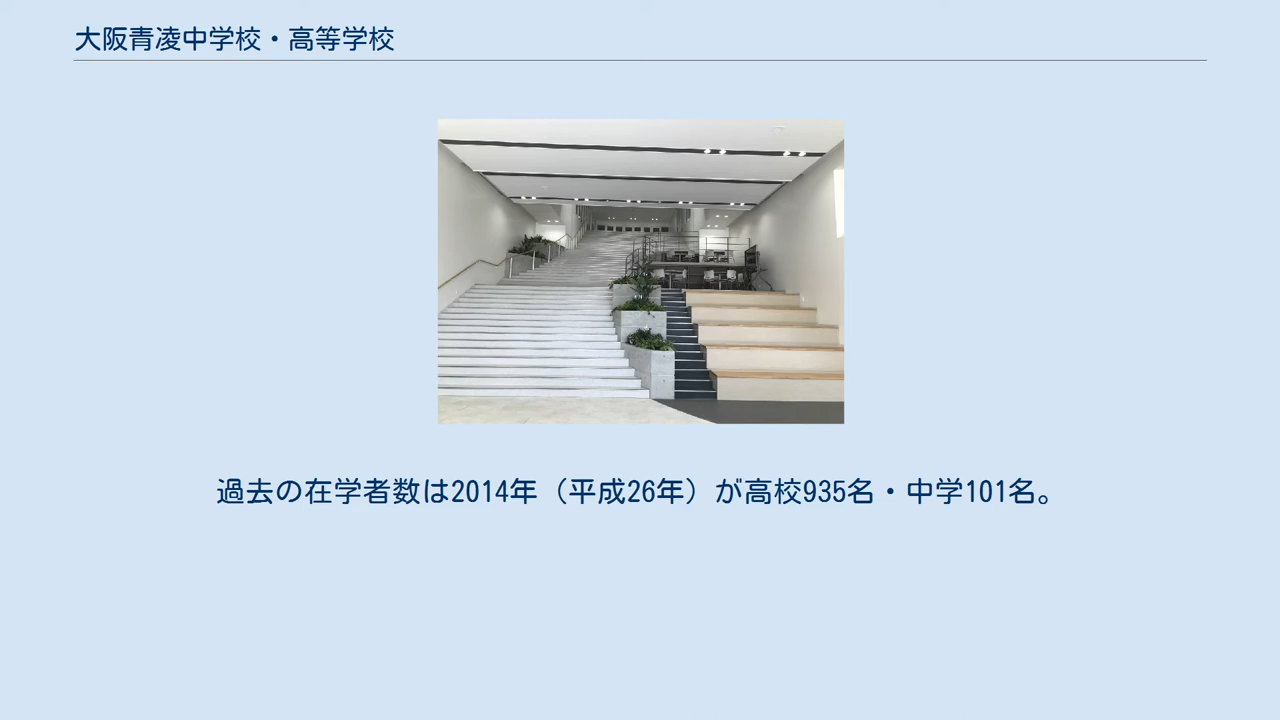 大阪青凌中学校・高等学校
過去の在学者数は2014年（平成26年）が高校935名・中学101名。